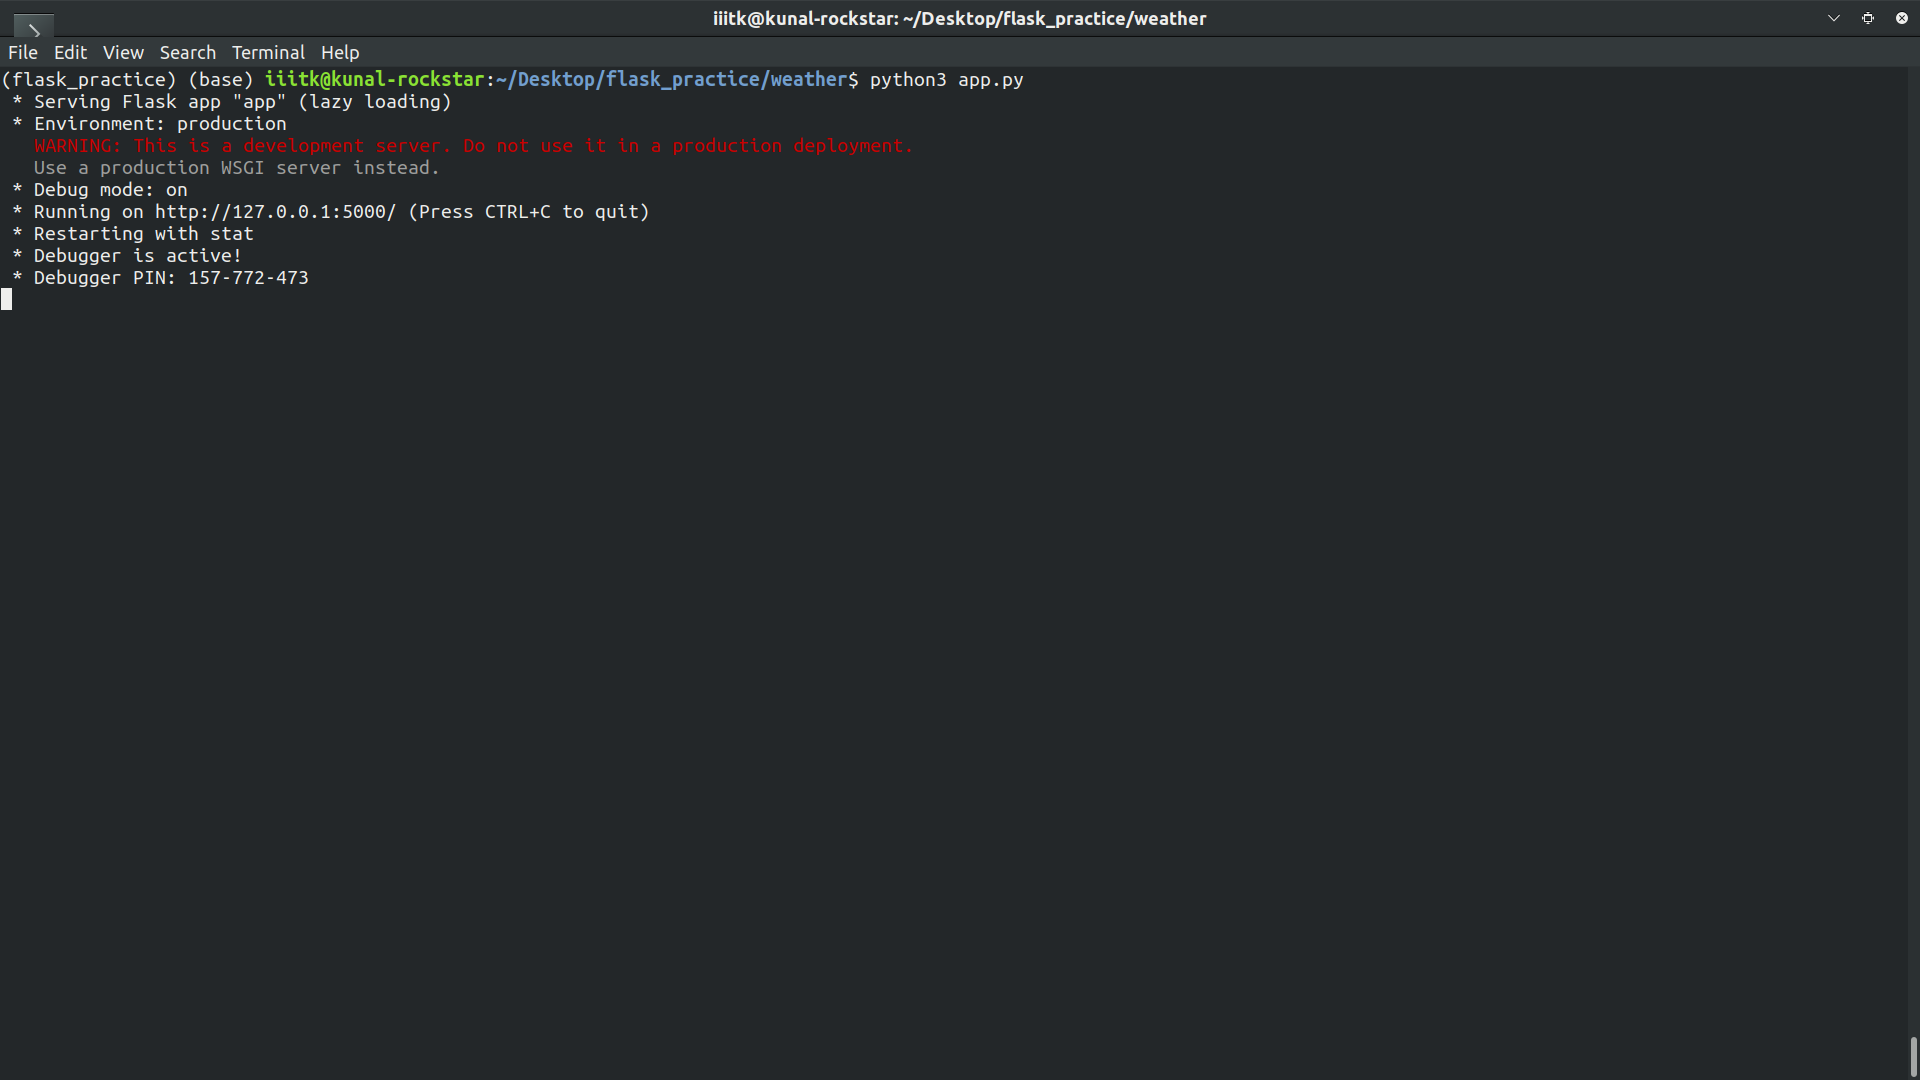 iiitk@kunal-rockstar: ~/Desktop/flask_practice/weather
File Edit View Search Terminal Help
(flask_practice) (base) iiitk@kunal-rockstar:~/Desktop/flask_practice/weather$ python3 app.py
 * Serving Flask app "app" (lazy loading)
 * Environment: production
   WARNING: This is a development server. Do not use it in a production deployment.
   Use a production WSGI server instead.
 * Debug mode: on
 * Running on http://127.0.0.1:5000/ (Press CTRL+C to quit)
 * Restarting with stat
 * Debugger is active!
 * Debugger PIN: 157-772-473